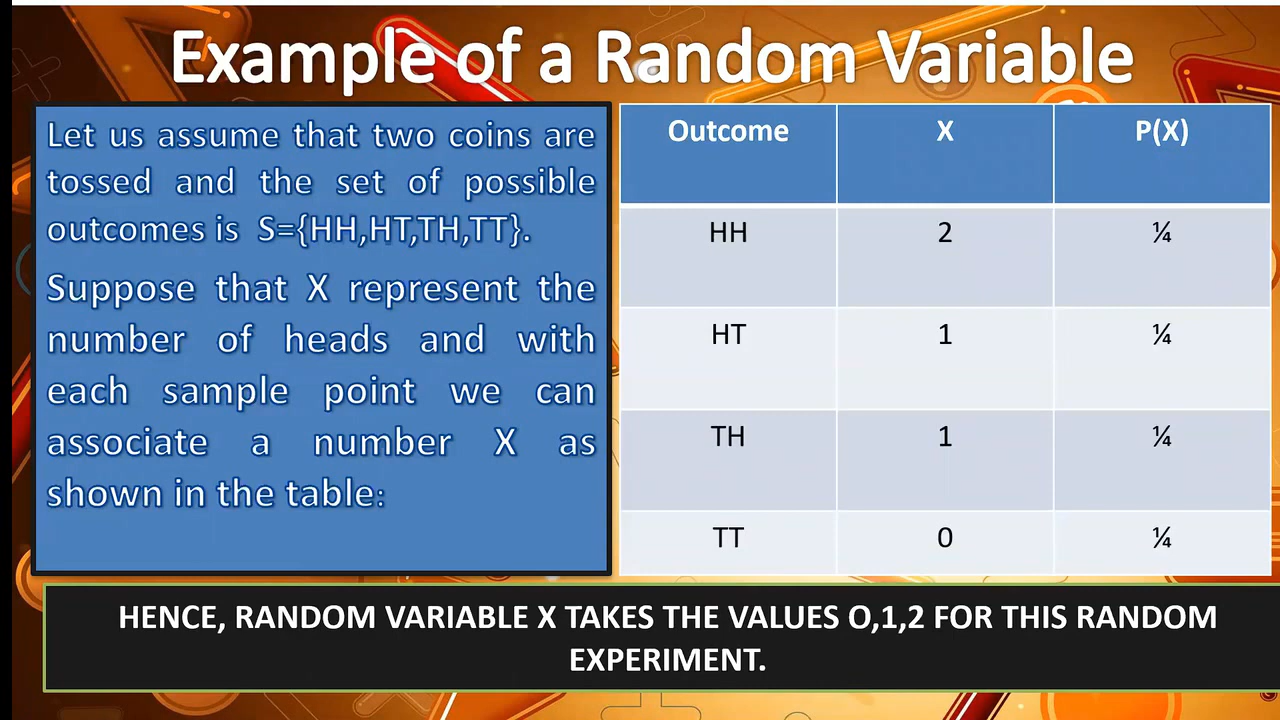 Example of a Random Variable
Let us assume that two coins are
tossed and the set of possible
outcomes is S={HH,HT,TH,TT}.
Suppose that X represent the
number of heads and with
each sample point we can
associate a number X as
shown in the table:
Outcome X P(X)
HH 2 ¼
HT 1 ¼
TH 1 ¼
TT 0 ¼
HENCE, RANDOM VARIABLE X TAKES THE VALUES O,1,2 FOR THIS RANDOM
EXPERIMENT.